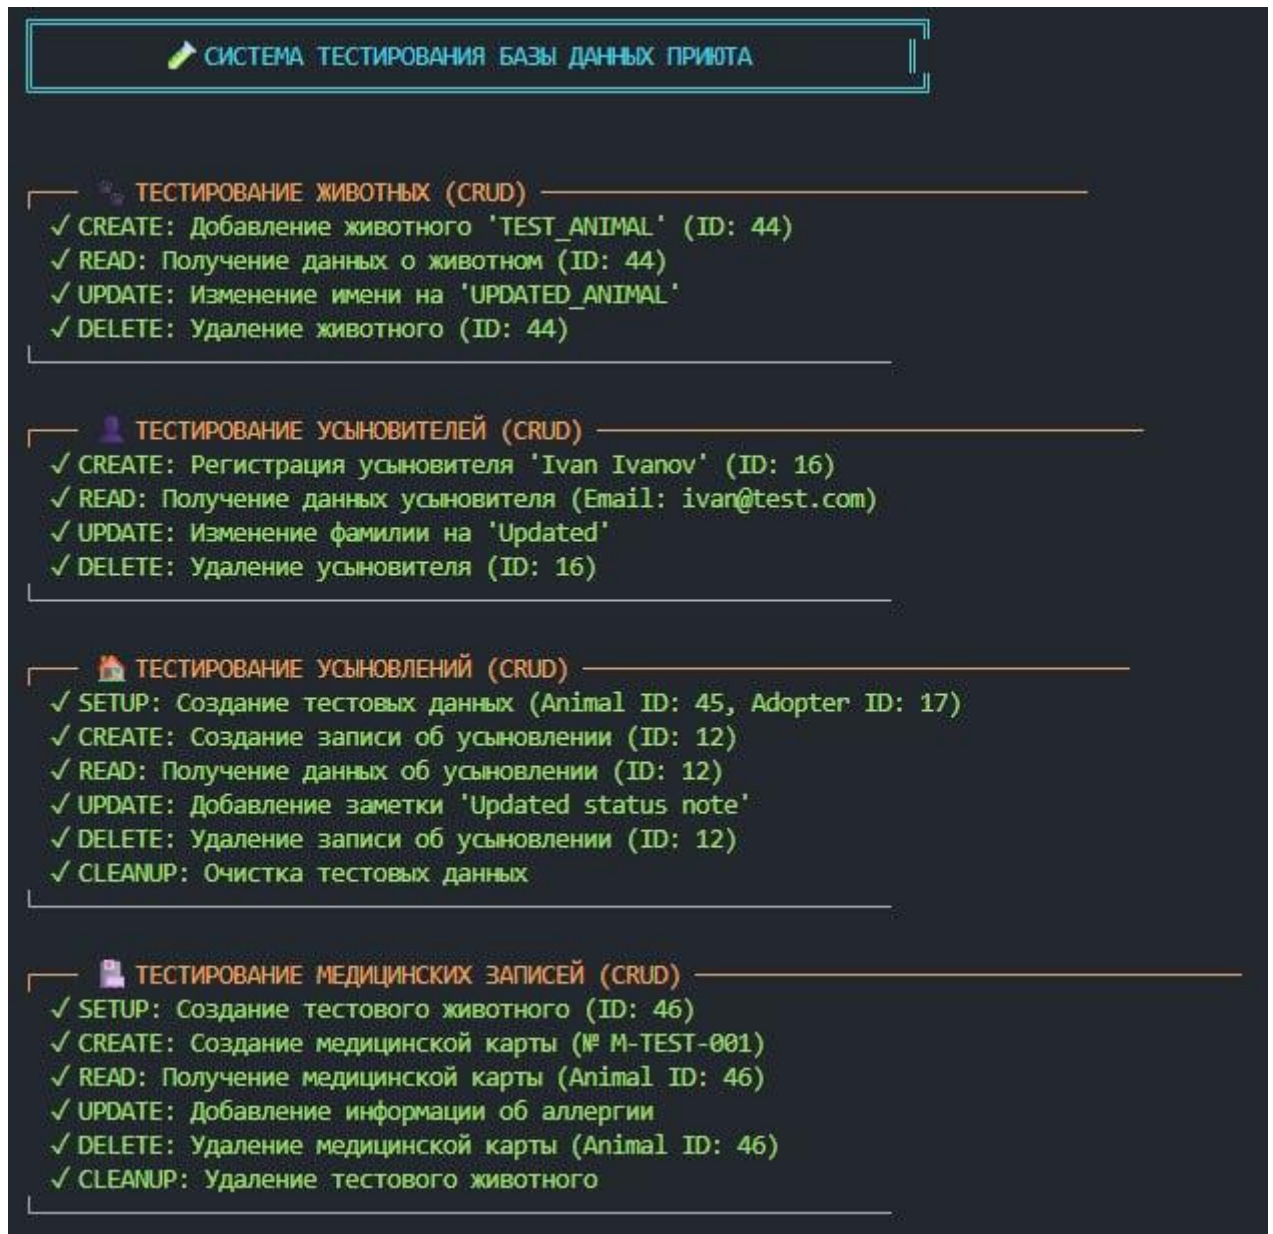 СИСТЕМА ТЕСТИРОВАНИЯ БАЗЫ ДАННЫХ ПРИЮТА
ТЕСТИРОВАНИЕ ЖИВОТНЫХ (CRUD)
✓ CREATE: Добавление животного 'TEST_ANIMAL' (ID: 44)
✓ READ: Получение данных о животном (ID: 44)
✓ UPDATE: Изменение имени на 'UPDATED_ANIMAL'
✓ DELETE: Удаление животного (ID: 44)
ТЕСТИРОВАНИЕ УСЫНОВИТЕЛЕЙ (CRUD)
✓ CREATE: Регистрация усыновителя 'Ivan Ivanov' (ID: 16)
✓ READ: Получение данных усыновителя (Email: ivan@test.com)
✓ UPDATE: Изменение фамилии на 'Updated'
✓ DELETE: Удаление усыновителя (ID: 16)
ТЕСТИРОВАНИЕ УСЫНОВЛЕНИЙ (CRUD)
✓ SETUP: Создание тестовых данных (Animal ID: 45, Adopter ID: 17)
✓ CREATE: Создание записи об усыновлении (ID: 12)
✓ READ: Получение данных об усыновлении (ID: 12)
✓ UPDATE: Добавление заметки 'Updated status note'
✓ DELETE: Удаление записи об усыновлении (ID: 12)
✓ CLEANUP: Очистка тестовых данных
ТЕСТИРОВАНИЕ МЕДИЦИНСКИХ ЗАПИСЕЙ (CRUD)
✓ SETUP: Создание тестового животного (ID: 46)
✓ CREATE: Создание медицинской карты (№ M-TEST-001)
✓ READ: Получение медицинской карты (Animal ID: 46)
✓ UPDATE: Добавление информации об аллергии
✓ DELETE: Удаление медицинской карты (Animal ID: 46)
✓ CLEANUP: Удаление тестового животного